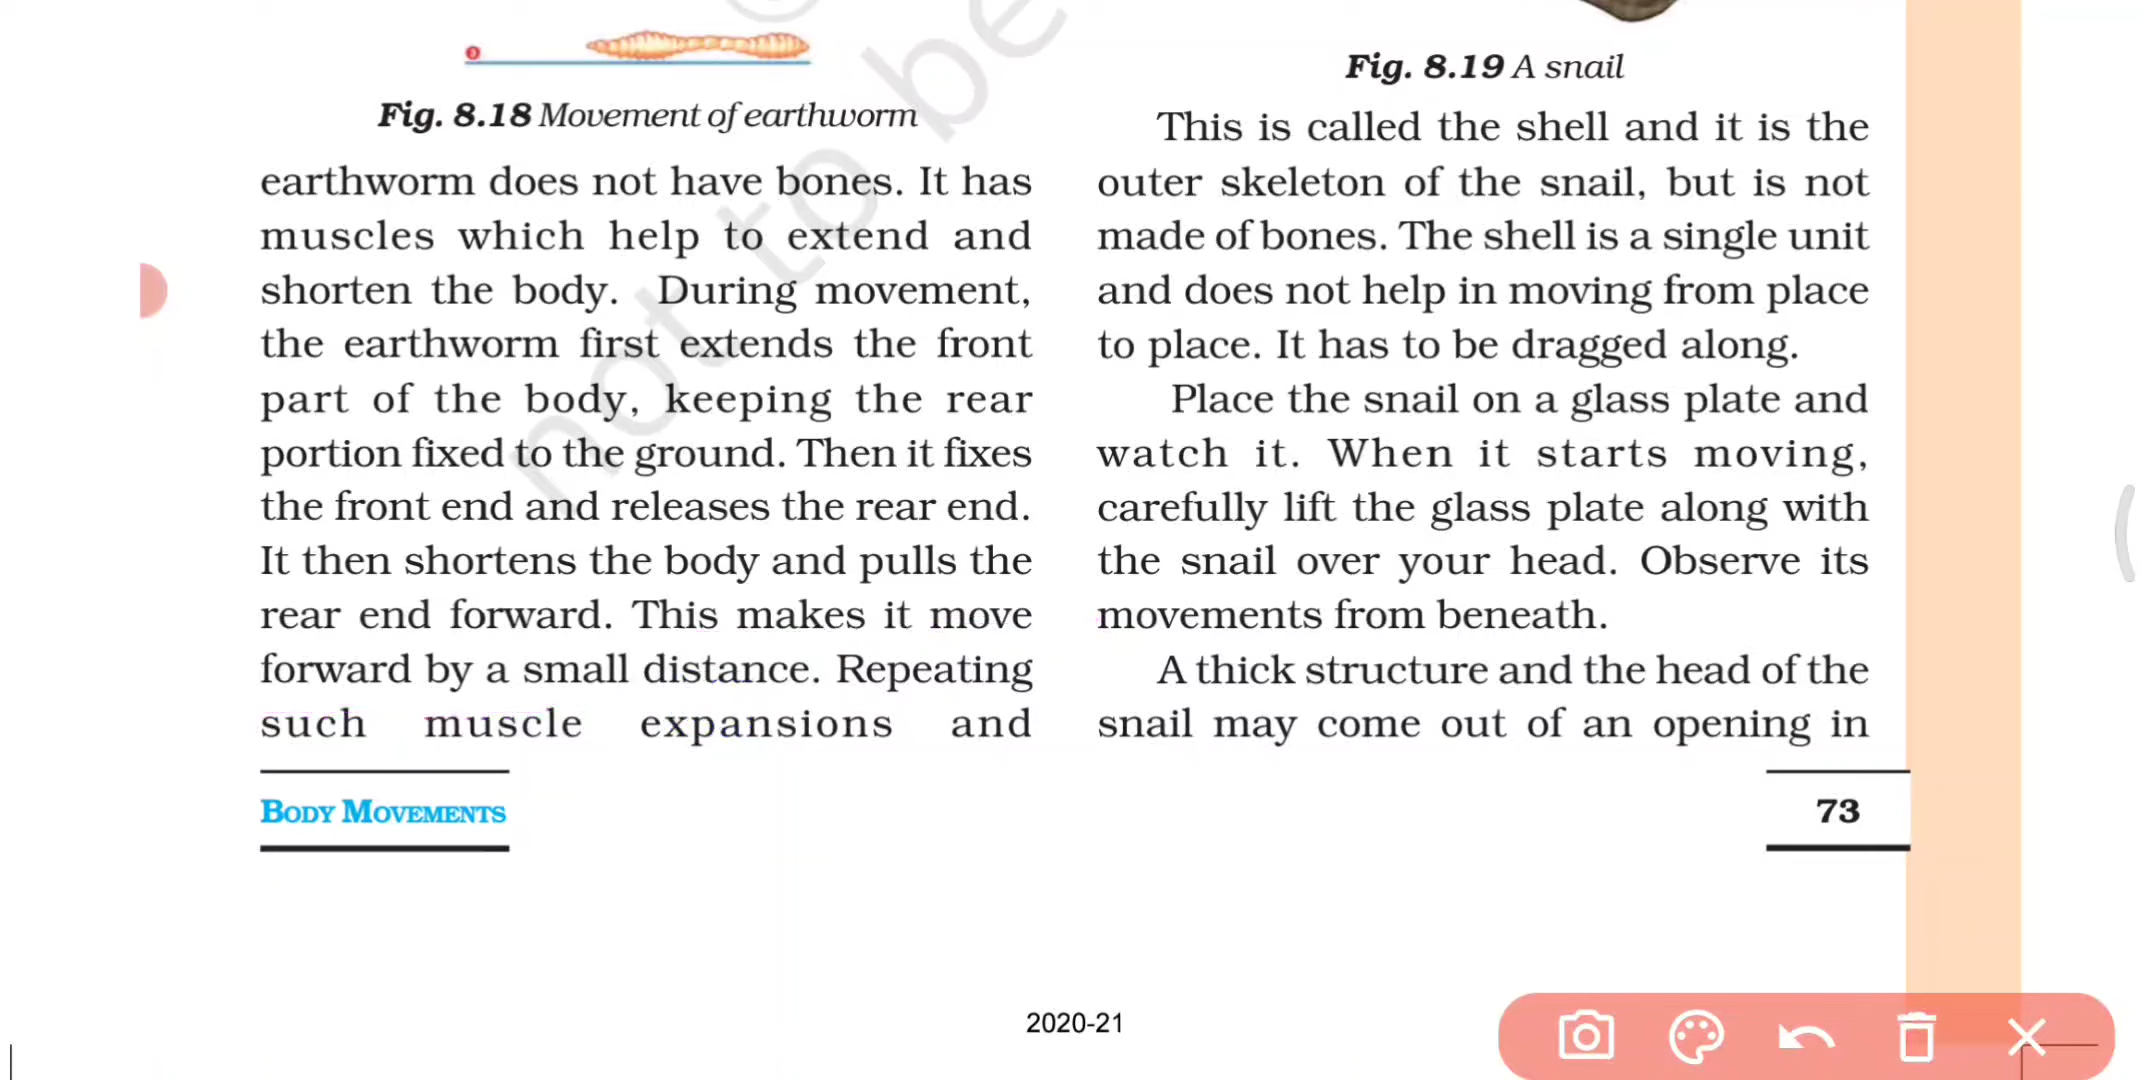 Fig. 8.18 Movement of earthworm
earthworm does not have bones. It has
muscles which help to extend and
shorten the body. During movement,
the earthworm first extends the front
part of the body, keeping the rear
portion fixed to the ground. Then it fixes
the front end and releases the rear end.
It then shortens the body and pulls the
rear end forward. This makes it move
forward by a small distance. Repeating
such muscle expansions and
Fig. 8.19 A snail
This is called the shell and it is the
outer skeleton of the snail, but is not
made of bones. The shell is a single unit
and does not help in moving from place
to place. It has to be dragged along.
Place the snail on a glass plate and
watch it. When it starts moving,
carefully lift the glass plate along with
the snail over your head. Observe its
movements from beneath.
A thick structure and the head of the
snail may come out of an opening in
BODY MOVEMENTS
73
2020-21
not to be